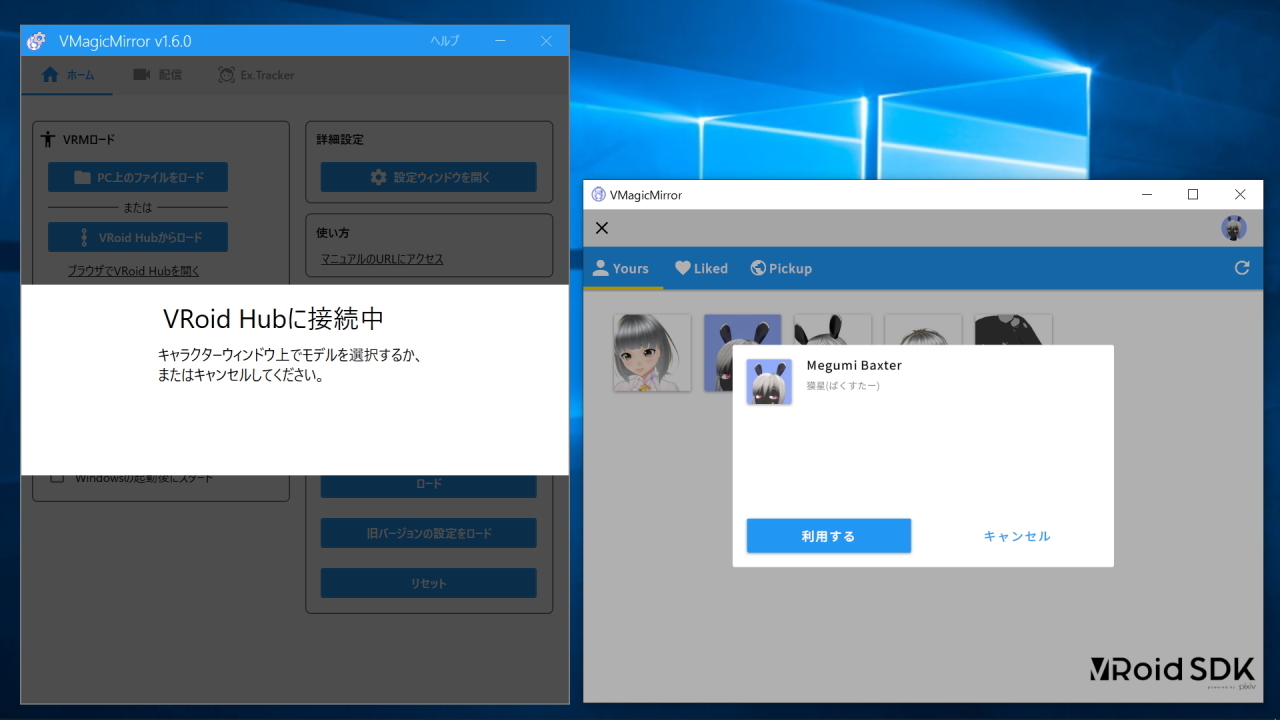 VMagicMirror v1.6.0
ヘルプ
ホーム
配信
Ex.Tracker
VRMロード
PC上のファイルをロード
または
VRoid Hubからロード
ブラウザでVRoid Hubを開く
詳細設定
設定ウィンドウを開く
使い方
マニュアルのURLにアクセス
VRoid Hubに接続中
キャラクターウィンドウ上でモデルを選択するか、
またはキャンセルしてください。
Windowsの起動後にスタート
ロード
旧バージョンの設定をロード
リセット
VMagicMirror
Yours
Liked
Pickup
Megumi Baxter
獏星(ばくすたー)
利用する
キャンセル
VRoid SDK
powered by pixiv